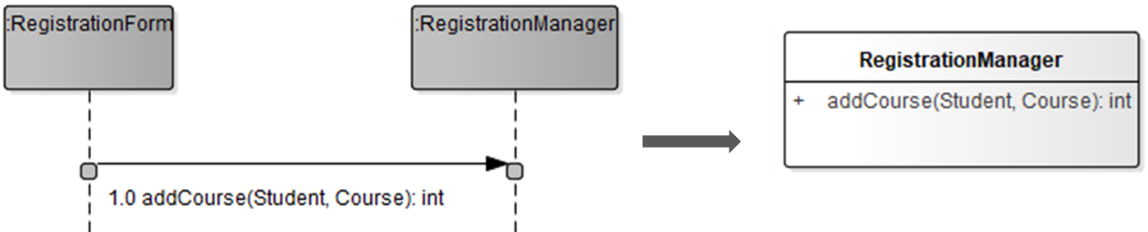 :RegistrationForm
:RegistrationManager
1.0 addCourse(Student, Course): int
RegistrationManager
+ addCourse(Student, Course): int